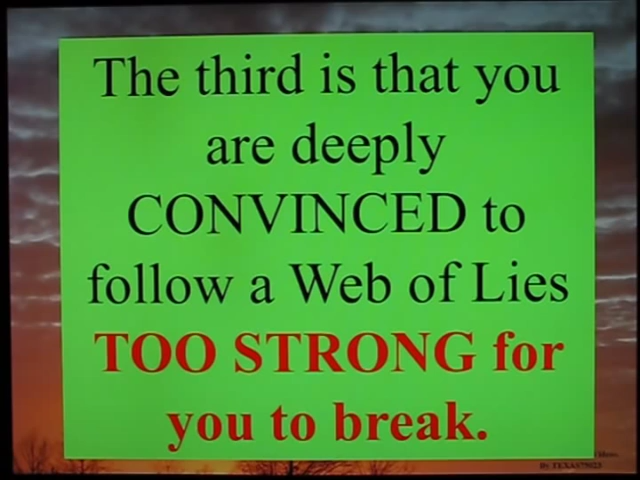 The third is that you
are deeply
CONVINCED to
follow a Web of Lies
TOO STRONG for
you to break.